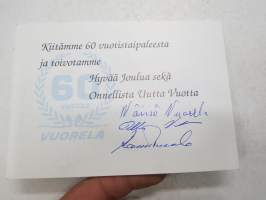 Kiitämme 60 vuotistaipaleesta
ja toivotamme
Hyvää Joulua sekä
Onnellista Uutta Vuotta
60
VUORELA
Väinö Vuorela